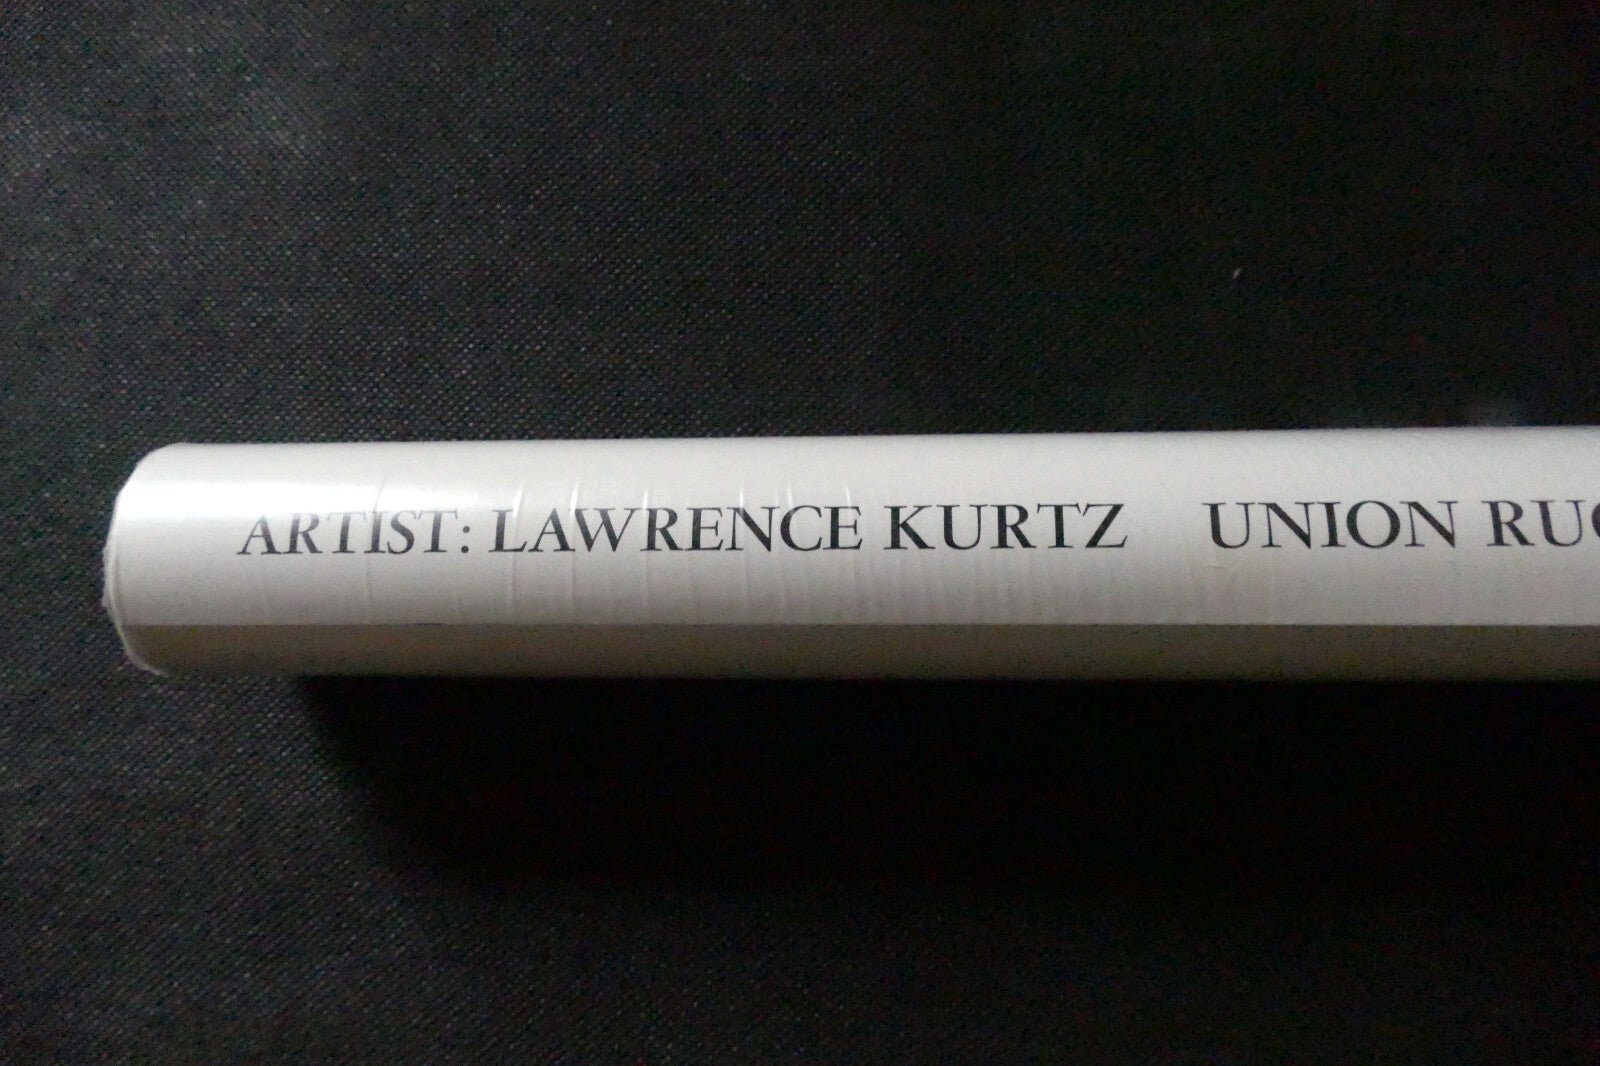 ARTIST: LAWRENCE KURTZ UNION